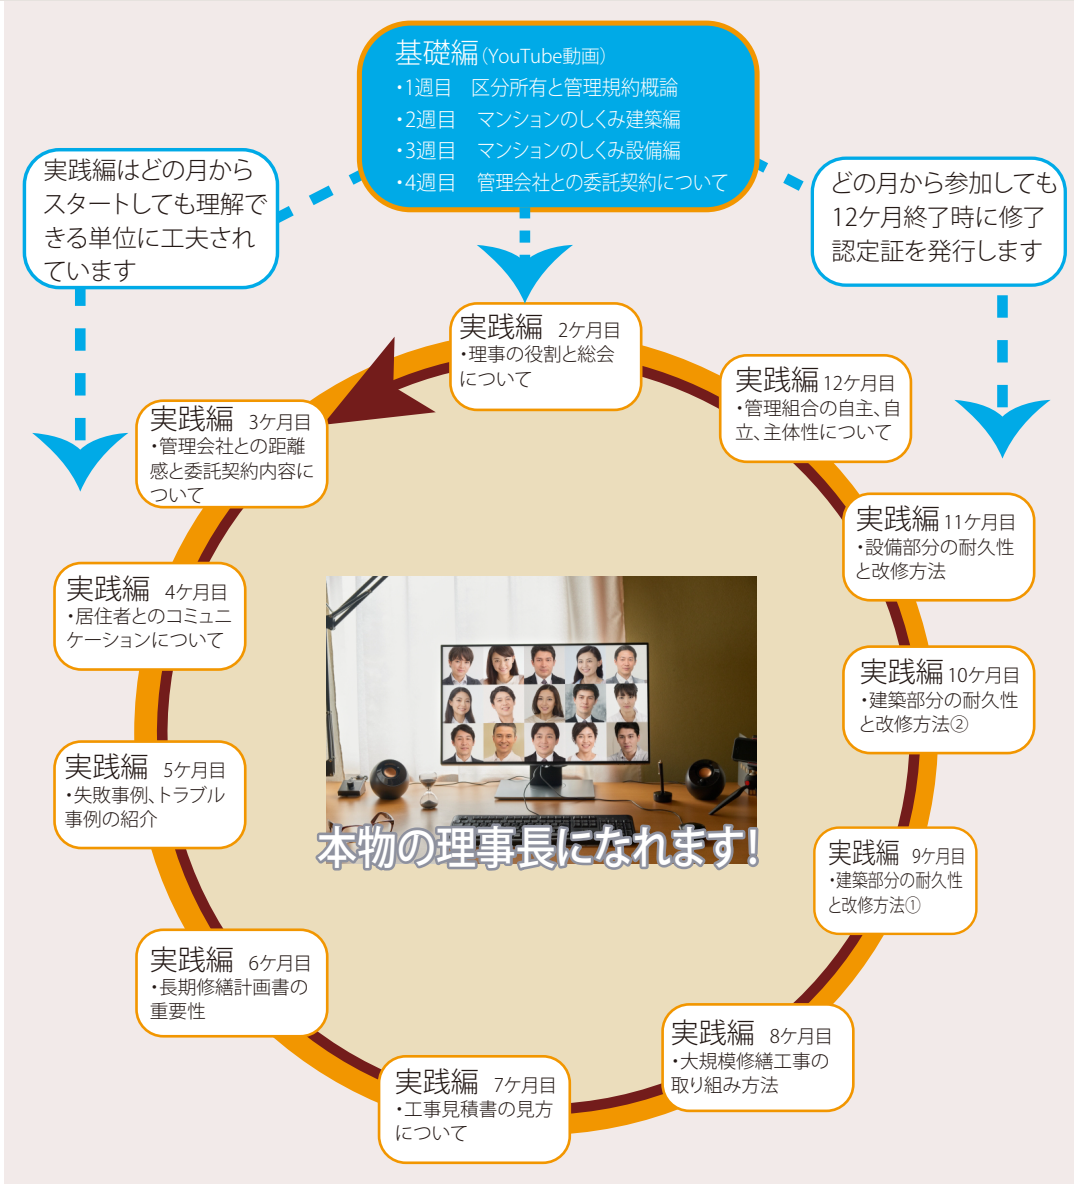 基礎編(YouTube動画)
・1週目　区分所有と管理規約概論
・2週目　マンションのしくみ建築編
・3週目　マンションのしくみ設備編
・4週目　管理会社との委託契約について
実践編はどの月から
スタートしても理解で
きる単位に工夫され
ています
どの月から参加しても
12ケ月終了時に修了
認定証を発行します
実践編　2ケ月目
・理事の役割と総会
について
実践編　3ケ月目
・管理会社との距離
感と委託契約内容に
ついて
実践編　4ケ月目
・居住者とのコミュニ
ケーションについて
実践編　5ケ月目
・失敗事例、トラブル
事例の紹介
実践編　6ケ月目
・長期修繕計画書の
重要性
実践編　7ケ月目
・工事見積書の見方
について
実践編　8ケ月目
・大規模修繕工事の
取り組み方法
実践編　9ケ月目
・建築部分の耐久性
と改修方法①
実践編 10ケ月目
・建築部分の耐久性
と改修方法②
実践編 11ケ月目
・設備部分の耐久性
と改修方法
実践編 12ケ月目
・管理組合の自主、自
立、主体性について
本物の理事長になれます!